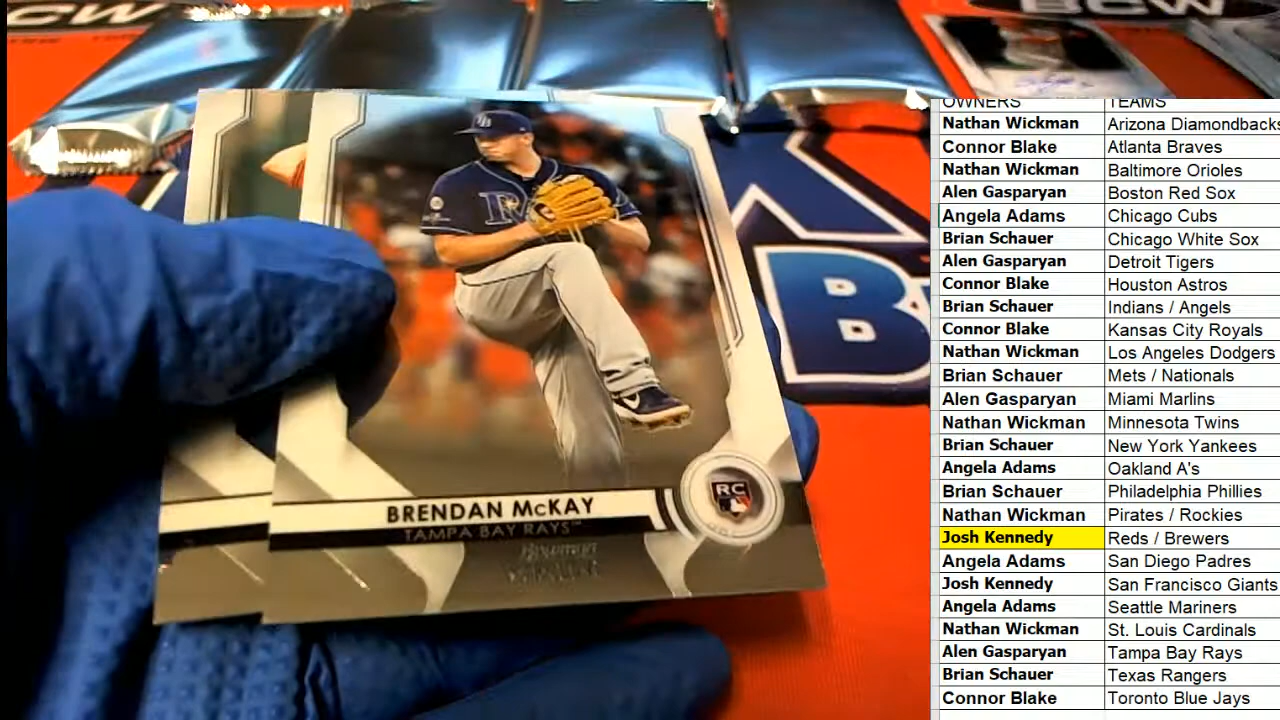 BCW
BCW
TB
R
B
BRENDAN McKAY
TAMPA BAY RAYS™
RC
OWNERS TEAMS
Nathan Wickman Arizona Diamondbacks
Connor Blake Atlanta Braves
Nathan Wickman Baltimore Orioles
Alen Gasparyan Boston Red Sox
Angela Adams Chicago Cubs
Brian Schauer Chicago White Sox
Alen Gasparyan Detroit Tigers
Connor Blake Houston Astros
Brian Schauer Indians / Angels
Connor Blake Kansas City Royals
Nathan Wickman Los Angeles Dodgers
Brian Schauer Mets / Nationals
Alen Gasparyan Miami Marlins
Nathan Wickman Minnesota Twins
Brian Schauer New York Yankees
Angela Adams Oakland A's
Brian Schauer Philadelphia Phillies
Nathan Wickman Pirates / Rockies
Josh Kennedy Reds / Brewers
Angela Adams San Diego Padres
Josh Kennedy San Francisco Giants
Angela Adams Seattle Mariners
Nathan Wickman St. Louis Cardinals
Alen Gasparyan Tampa Bay Rays
Brian Schauer Texas Rangers
Connor Blake Toronto Blue Jays